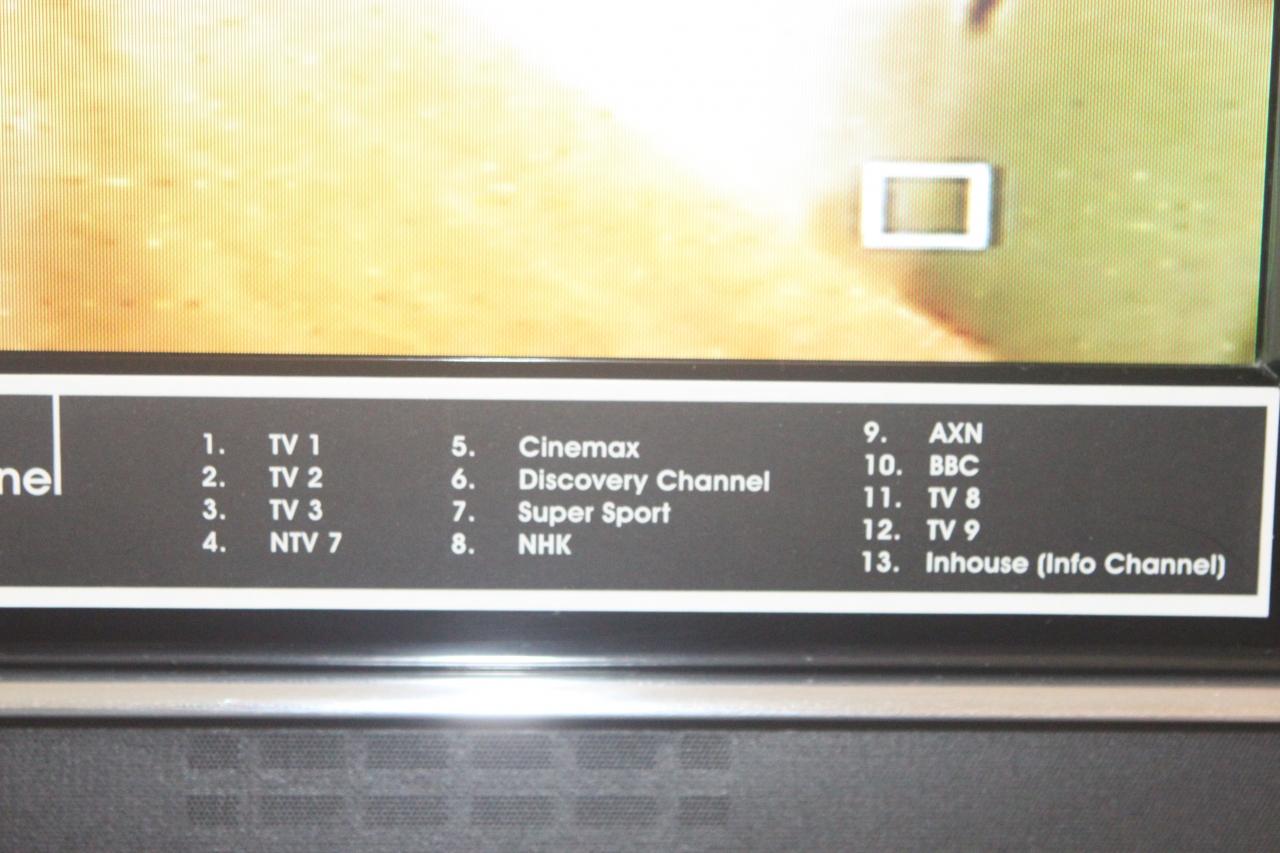 nel
1. TV 1
2. TV 2
3. TV 3
4. NTV 7
5. Cinemax
6. Discovery Channel
7. Super Sport
8. NHK
9. AXN
10. BBC
11. TV 8
12. TV 9
13. Inhouse (Info Channel)